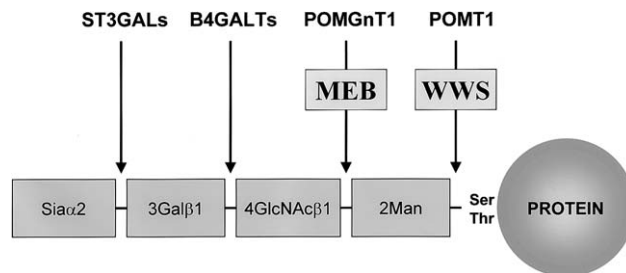 ST3GALs B4GALTs POMGnT1 POMT1
MEB WWS
Siaα2 3Galβ1 4GlcNAcβ1 2Man Ser
Thr PROTEIN